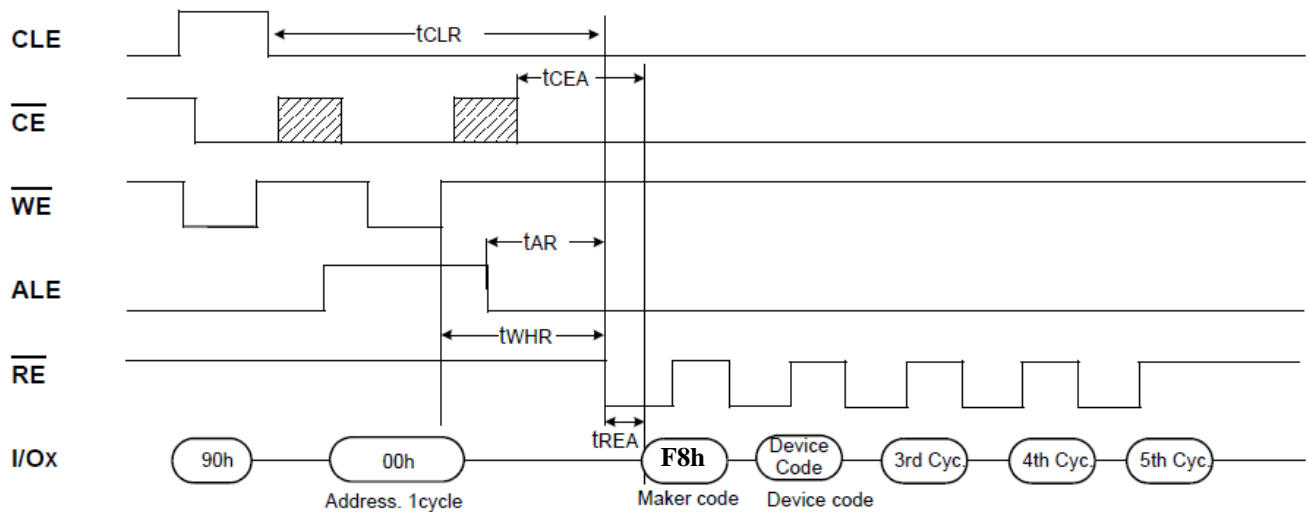 CLE
tCLR
tCEA
CE
WE
tAR
ALE
tWHR
RE
tREA
I/Ox
90h
00h
F8h
Device
Code
3rd Cyc.
4th Cyc.
5th Cyc.
Address. 1cycle
Maker code
Device code